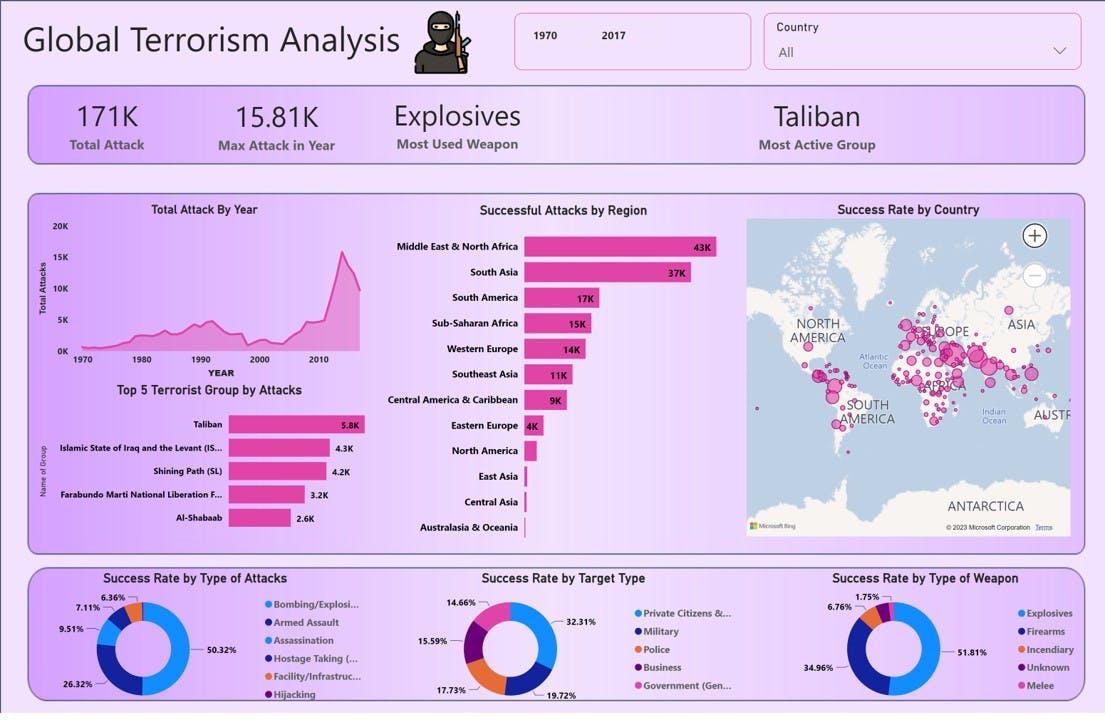 Global Terrorism Analysis
1970 2017
Country
All
171K
Total Attack
15.81K
Max Attack in Year
Explosives
Most Used Weapon
Taliban
Most Active Group
Total Attack By Year
20K
15K
10K
5K
0K
Total Attacks
1970 1980 1990 2000 2010
YEAR
Top 5 Terrorist Group by Attacks
Name of Group
Taliban 5.8K
Islamic State of Iraq and the Levant (IS... 4.3K
Shining Path (SL) 4.2K
Farabundo Marti National Liberation F... 3.2K
Al-Shabaab 2.6K
Successful Attacks by Region
Middle East & North Africa 43K
South Asia 37K
South America 17K
Sub-Saharan Africa 15K
Western Europe 14K
Southeast Asia 11K
Central America & Caribbean 9K
Eastern Europe 4K
North America
East Asia
Central Asia
Australasia & Oceania
Success Rate by Country
NORTH
AMERICA
EUROPE
ASIA
Atlantic
Ocean
AFRICA
SOUTH
AMERICA
Indian
Ocean
AUSTR
ANTARCTICA
Microsoft Bing
© 2023 Microsoft Corporation Terms
Success Rate by Type of Attacks
6.36%
7.11%
9.51%
26.32%
50.32%
Bombing/Explosi...
Armed Assault
Assassination
Hostage Taking (...
Facility/Infrastruc...
Hijacking
Success Rate by Target Type
14.66%
15.59%
17.73%
32.31%
19.72%
Private Citizens &...
Military
Police
Business
Government (Gen...
Success Rate by Type of Weapon
1.75%
6.76%
34.96%
51.81%
Explosives
Firearms
Incendiary
Unknown
Melee